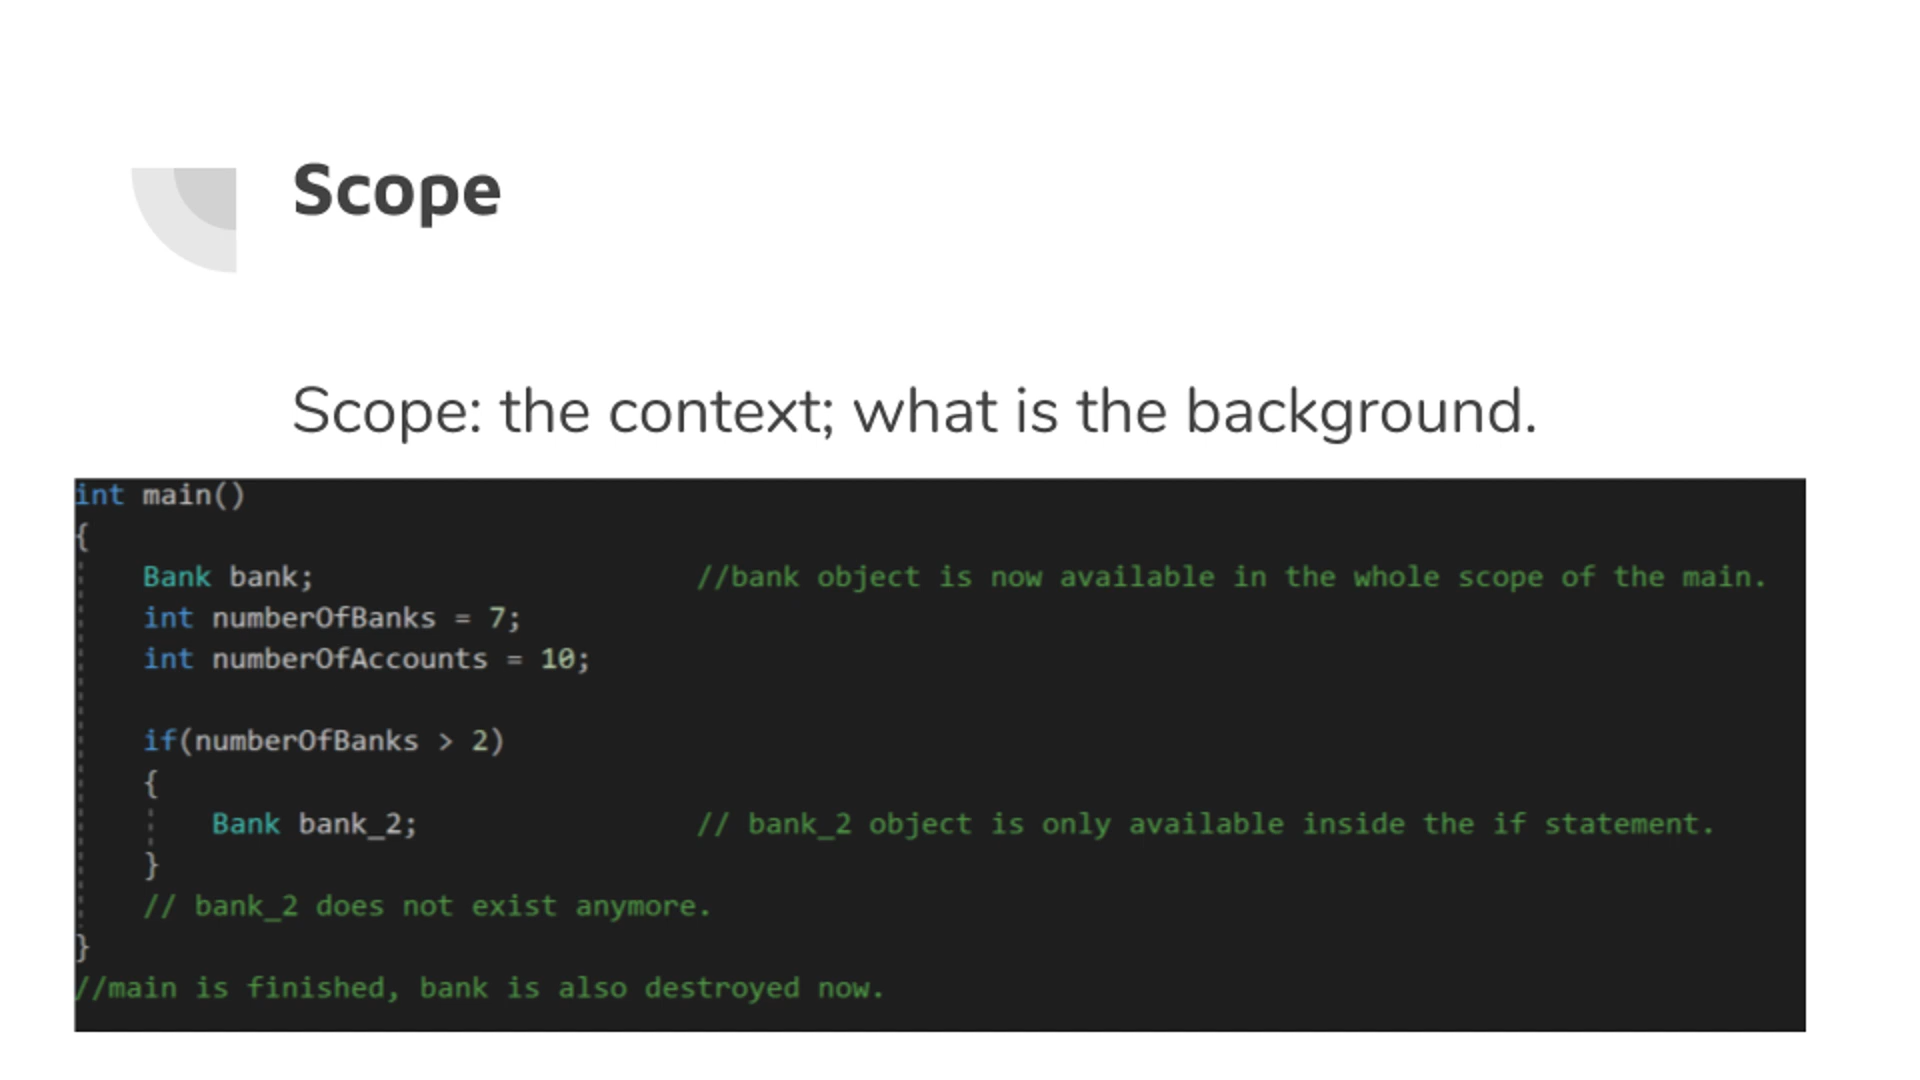 Scope
Scope: the context; what is the background.
int main()
{
Bank bank; //bank object is now available in the whole scope of the main.
int numberOfBanks = 7;
int numberOfAccounts = 10;
if(numberOfBanks > 2)
{
Bank bank_2; // bank_2 object is only available inside the if statement.
}
// bank_2 does not exist anymore.
}
//main is finished, bank is also destroyed now.